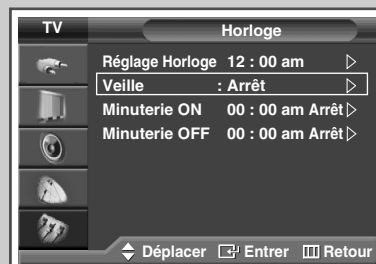 TV Horloge
Réglage Horloge 12 : 00 am
Veille : Arrêt
Minuterie ON 00 : 00 am Arrêt
Minuterie OFF 00 : 00 am Arrêt
Déplacer Entrer Retour